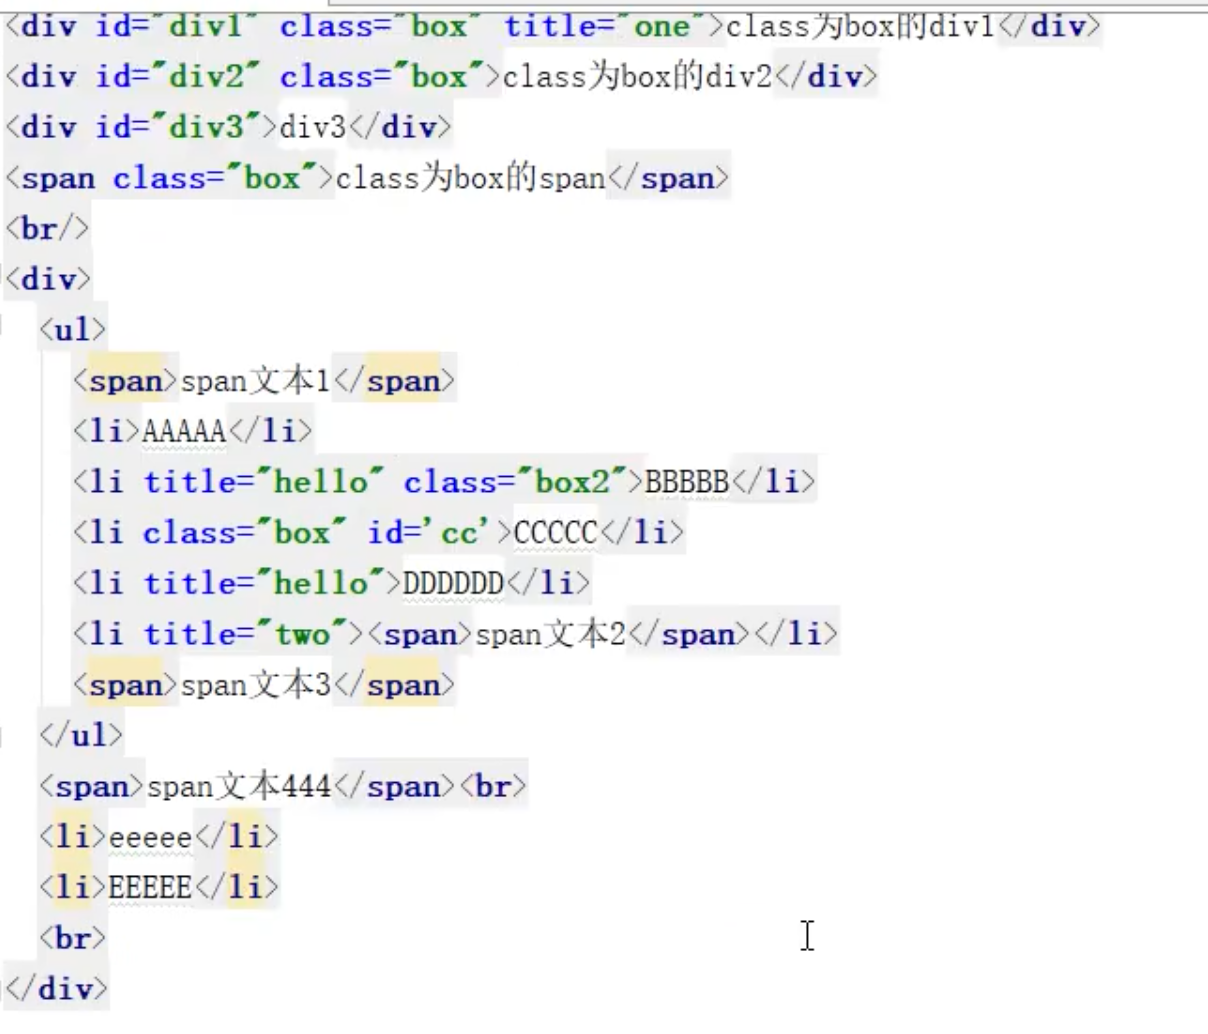 <div id="div1" class="box" title="one">class为box的div1</div>
<div id="div2" class="box">class为box的div2</div>
<div id="div3">div3</div>
<span class="box">class为box的span</span>
<br/>
<div>
<ul>
<span>span文本1</span>
<li>AAAAA</li>
<li title="hello" class="box2">BBBBB</li>
<li class="box" id='cc'>CCCCC</li>
<li title="hello">DDDDDD</li>
<li title="two"><span>span文本2</span></li>
<span>span文本3</span>
</ul>
<span>span文本444</span><br>
<li>eeeee</li>
<li>EEEEE</li>
<br>
</div>